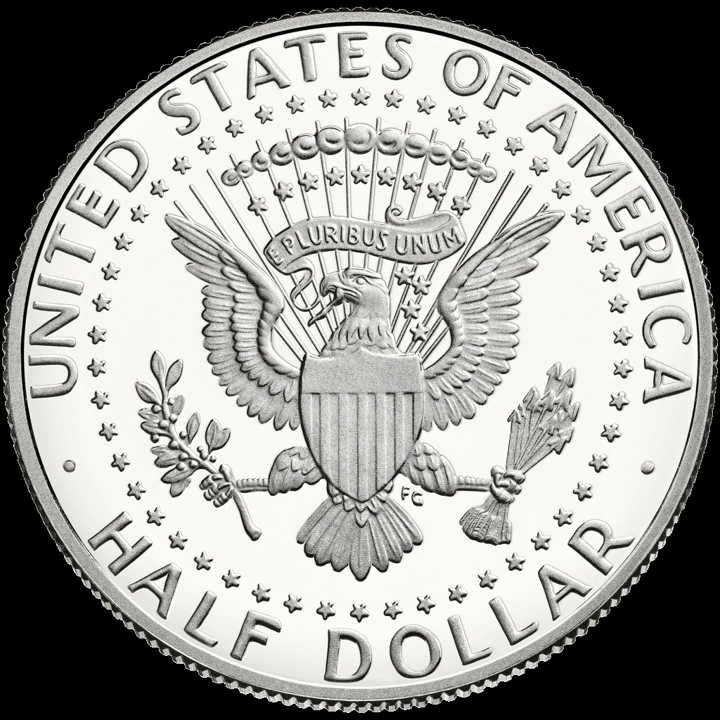 UNITED STATES OF AMERICA
E PLURIBUS UNUM
FG
HALF DOLLAR